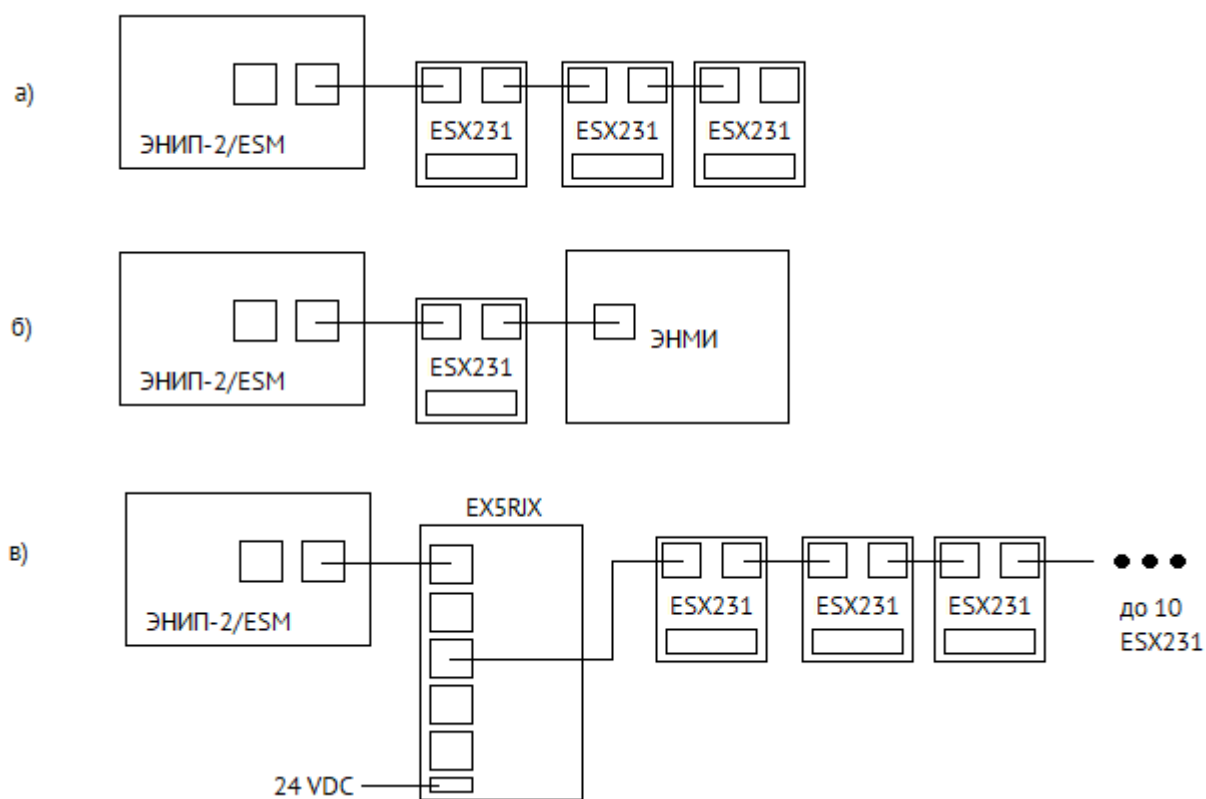 а)
ЭНИП-2/ESM
ESX231
ESX231
ESX231
б)
ЭНИП-2/ESM
ESX231
ЭНМИ
в)
ЭНИП-2/ESM
EX5RJX
24 VDC
ESX231
ESX231
ESX231
до 10
ESX231